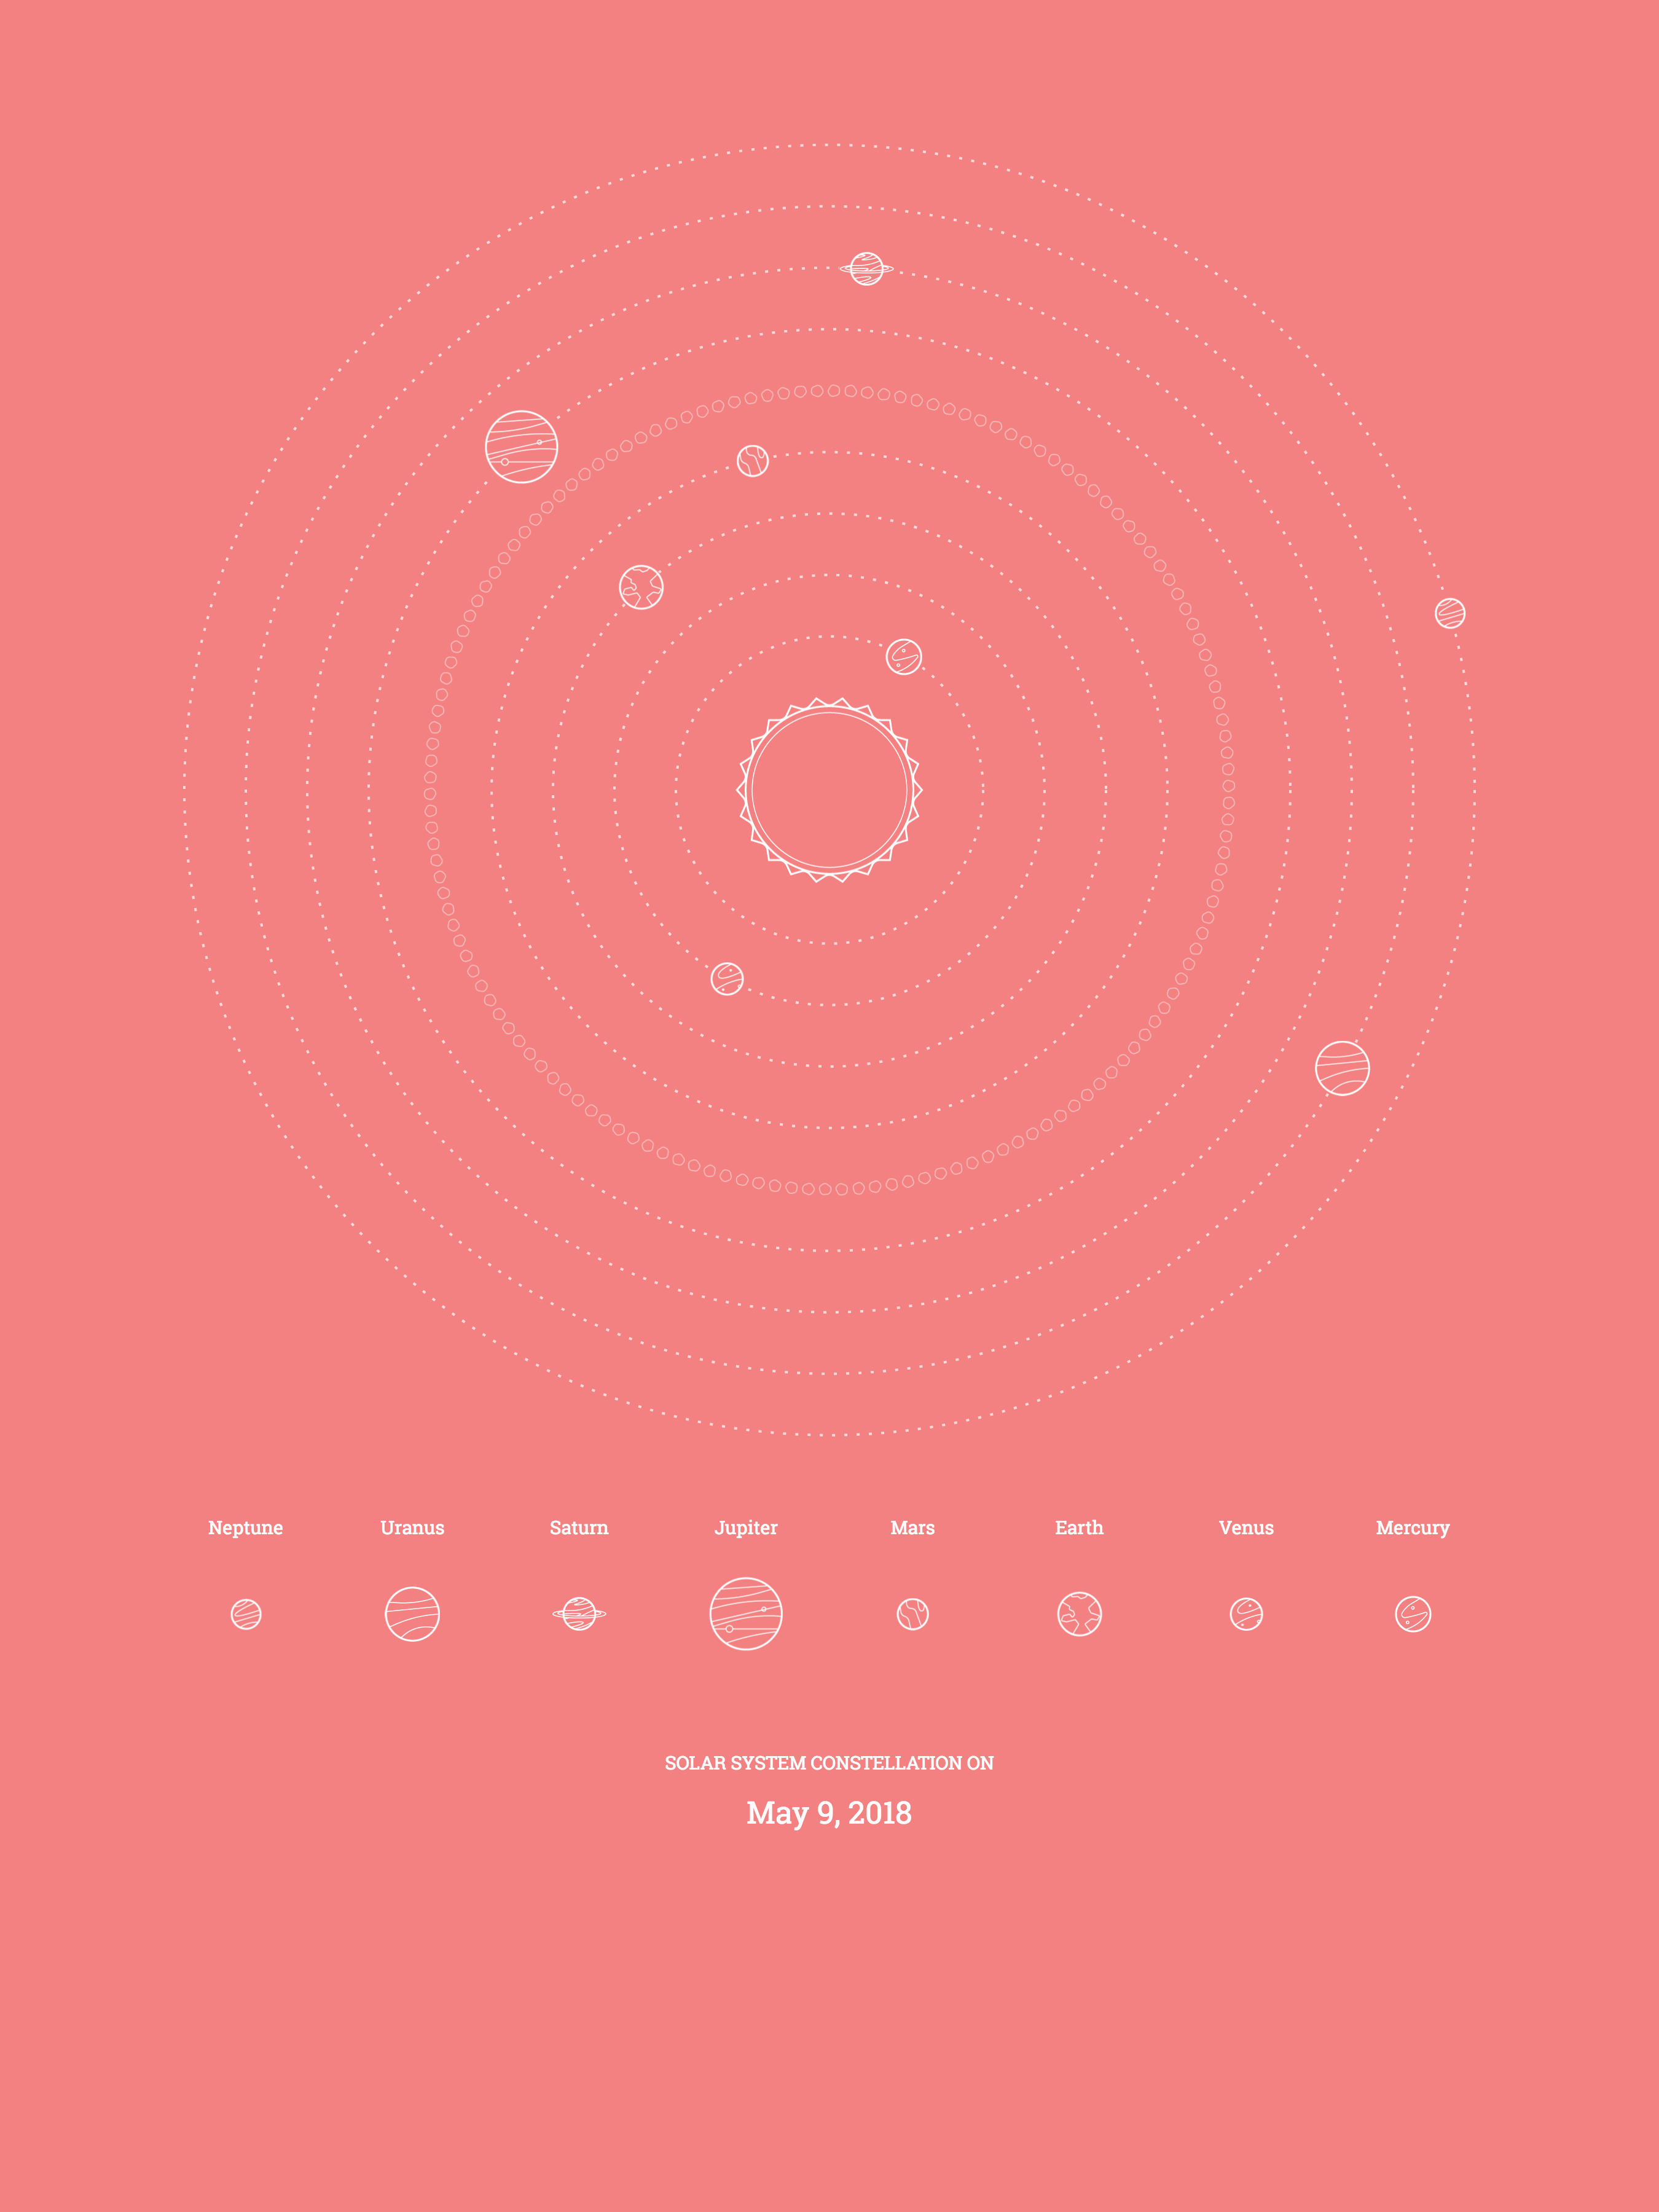 Neptune Uranus Saturn Jupiter Mars Earth Venus Mercury
SOLAR SYSTEM CONSTELLATION ON
May 9, 2018